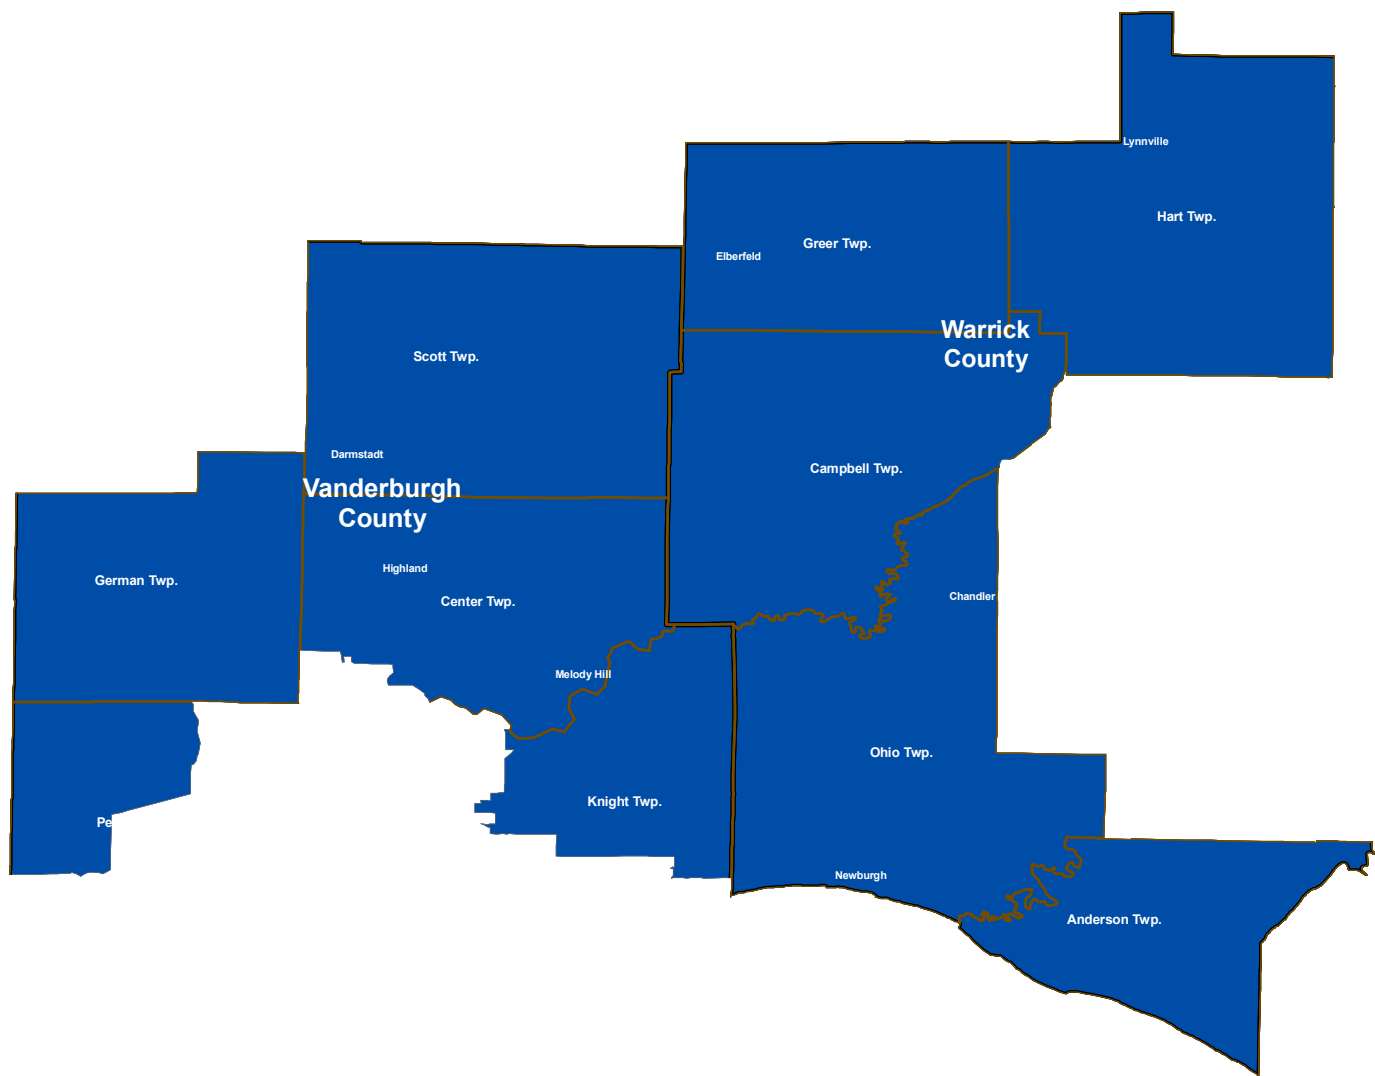 Lynnville
Hart Twp.
Greer Twp.
Elberfeld
Warrick
County
Scott Twp.
Darmstadt
Campbell Twp.
Vanderburgh
County
Highland
German Twp.
Center Twp.
Chandler
Melody Hill
Ohio Twp.
Knight Twp.
Pe
Newburgh
Anderson Twp.